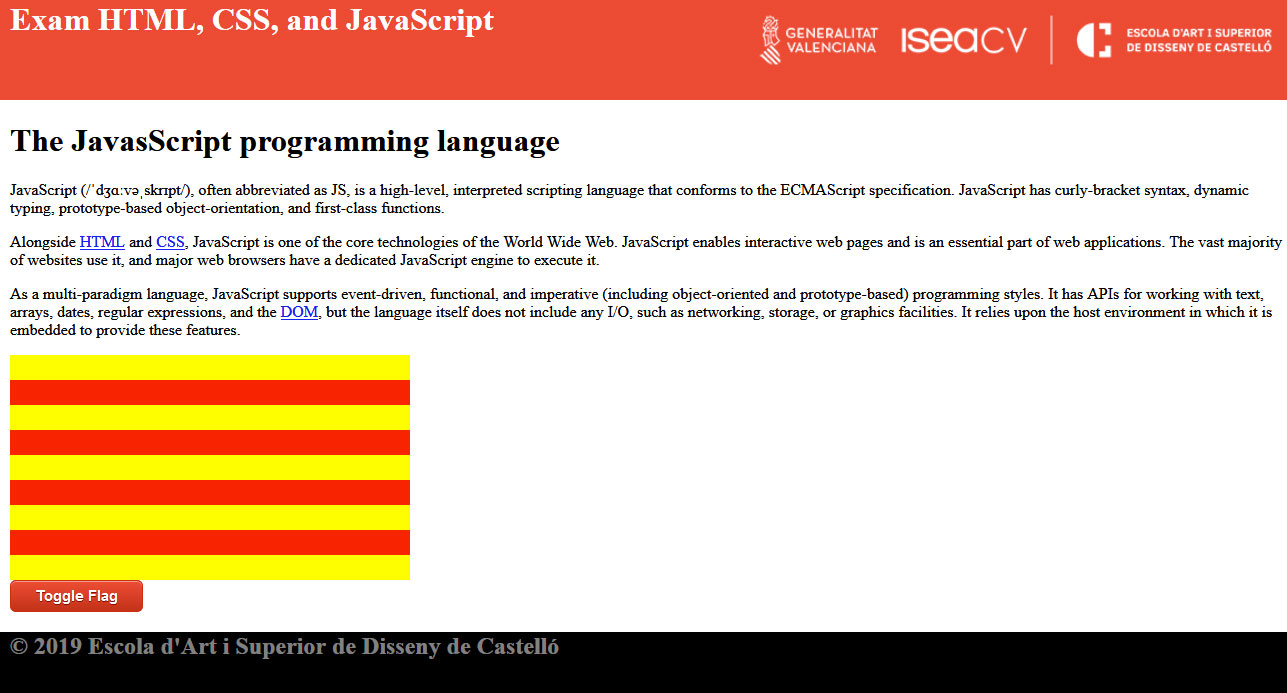 Exam HTML, CSS, and JavaScript
GENERALITAT
VALENCIANA
ISeaCV
ESCOLA D'ART I SUPERIOR
DE DISSENY DE CASTELLÓ
The JavasScript programming language
JavaScript (/ˈdʒɑːvəˌskrɪpt/), often abbreviated as JS, is a high-level, interpreted scripting language that conforms to the ECMAScript specification. JavaScript has curly-bracket syntax, dynamic
typing, prototype-based object-orientation, and first-class functions.
Alongside HTML and CSS, JavaScript is one of the core technologies of the World Wide Web. JavaScript enables interactive web pages and is an essential part of web applications. The vast majority
of websites use it, and major web browsers have a dedicated JavaScript engine to execute it.
As a multi-paradigm language, JavaScript supports event-driven, functional, and imperative (including object-oriented and prototype-based) programming styles. It has APIs for working with text,
arrays, dates, regular expressions, and the DOM, but the language itself does not include any I/O, such as networking, storage, or graphics facilities. It relies upon the host environment in which it is
embedded to provide these features.
Toggle Flag
© 2019 Escola d'Art i Superior de Disseny de Castelló